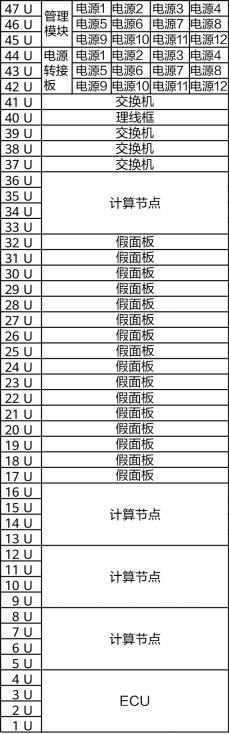 47 U 管理模块 电源1 电源2 电源3 电源4
46 U 电源5 电源6 电源7 电源8
45 U 电源9 电源10 电源11 电源12
44 U 电源转接板 电源1 电源2 电源3 电源4
43 U 电源5 电源6 电源7 电源8
42 U 电源9 电源10 电源11 电源12
41 U 交换机
40 U 理线框
39 U 交换机
38 U 交换机
37 U 交换机
36 U
35 U 计算节点
34 U
33 U
32 U 假面板
31 U 假面板
30 U 假面板
29 U 假面板
28 U 假面板
27 U 假面板
26 U 假面板
25 U 假面板
24 U 假面板
23 U 假面板
22 U 假面板
21 U 假面板
20 U 假面板
19 U 假面板
18 U 假面板
17 U 假面板
16 U
15 U 计算节点
14 U
13 U
12 U
11 U 计算节点
10 U
9 U
8 U
7 U 计算节点
6 U
5 U
4 U
3 U ECU
2 U
1 U